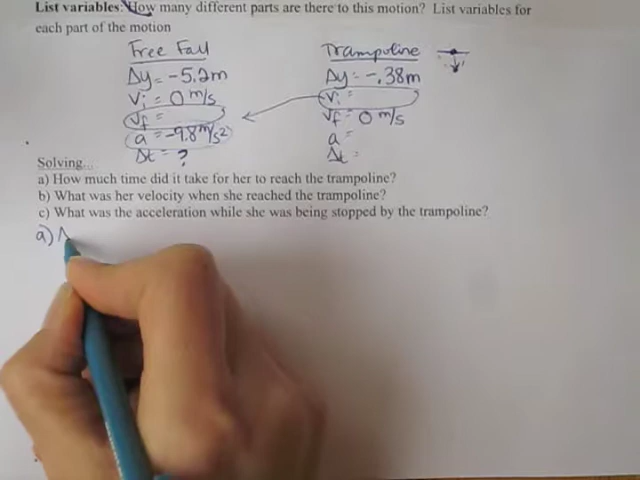 List variables: How many different parts are there to this motion? List variables for
each part of the motion
Free Fall
Δy = -5.2m
vi = 0 m/s
vf =
a = -9.8 m/s²
Δt = ?
Trampoline
Δy = -.38m
vi =
vf = 0 m/s
a =
Δt =
Solving...
a) How much time did it take for her to reach the trampoline?
b) What was her velocity when she reached the trampoline?
c) What was the acceleration while she was being stopped by the trampoline?
a)